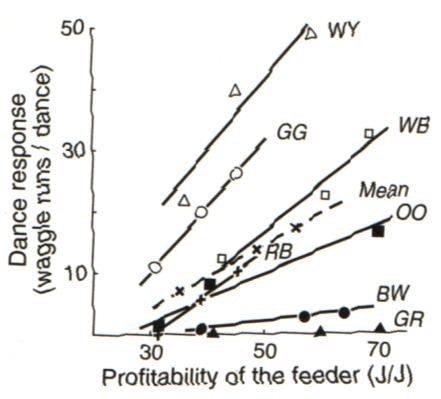 Dance response
(waggle runs / dance)
50
30
10
WY
GG
WB
Mean
OO
RB
BW
GR
30 50 70
Profitability of the feeder (J/J)